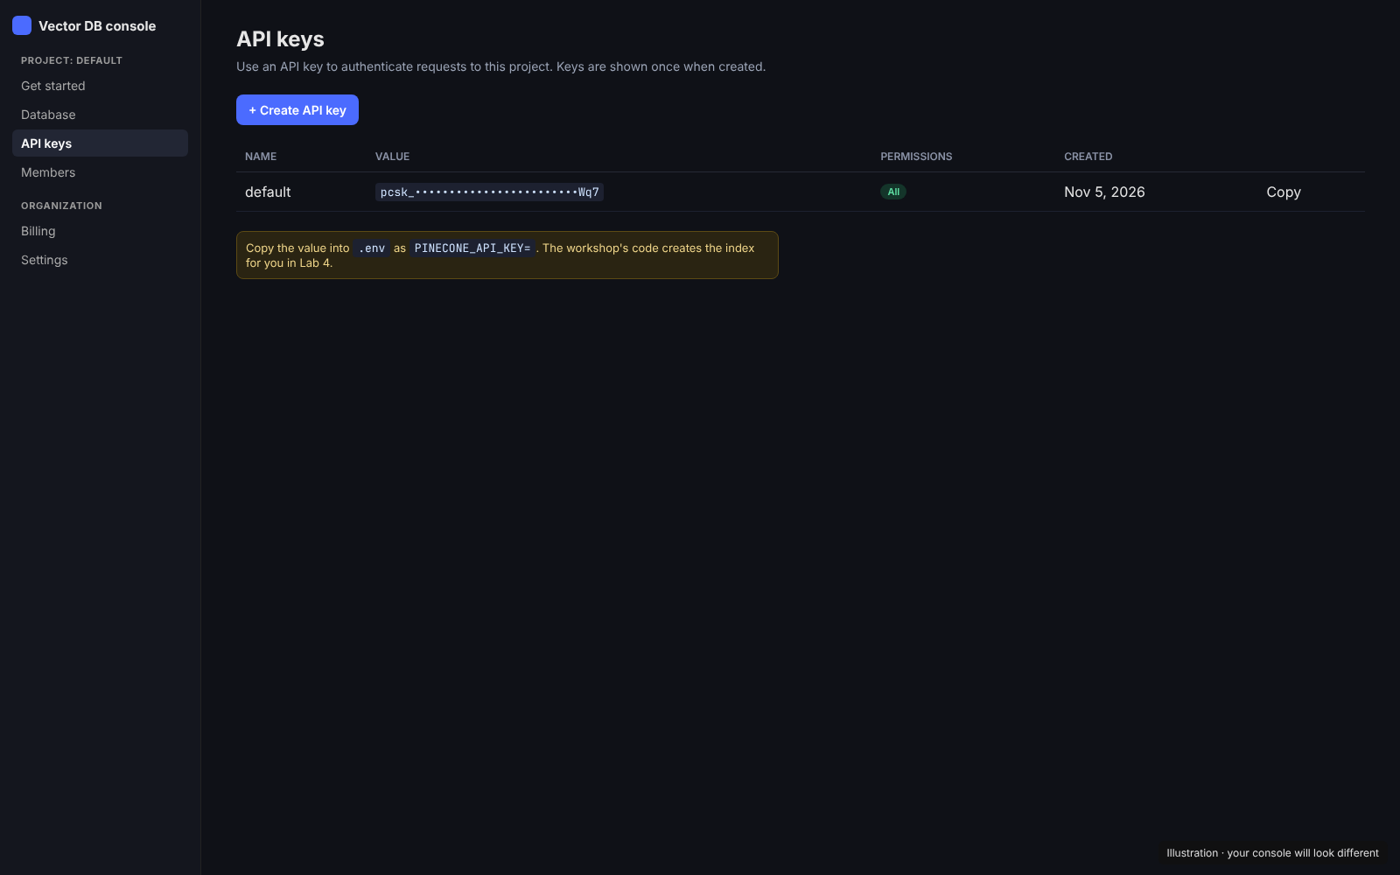 Vector DB console
PROJECT: DEFAULT
Get started
Database
API keys
Members
ORGANIZATION
Billing
Settings
API keys
Use an API key to authenticate requests to this project. Keys are shown once when created.
+ Create API key
NAME VALUE PERMISSIONS CREATED
default pcsk_••••••••••••••••••••••••Wq7 All Nov 5, 2026 Copy
Copy the value into .env as PINECONE_API_KEY= . The workshop's code creates the index
for you in Lab 4.
Illustration · your console will look different